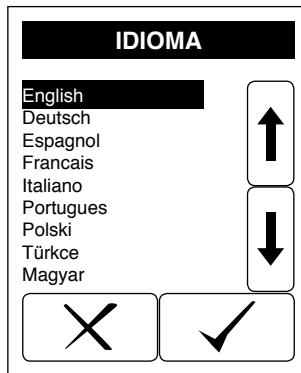 IDIOMA
English
Deutsch
Espagnol
Francais
Italiano
Portugues
Polski
Türkce
Magyar